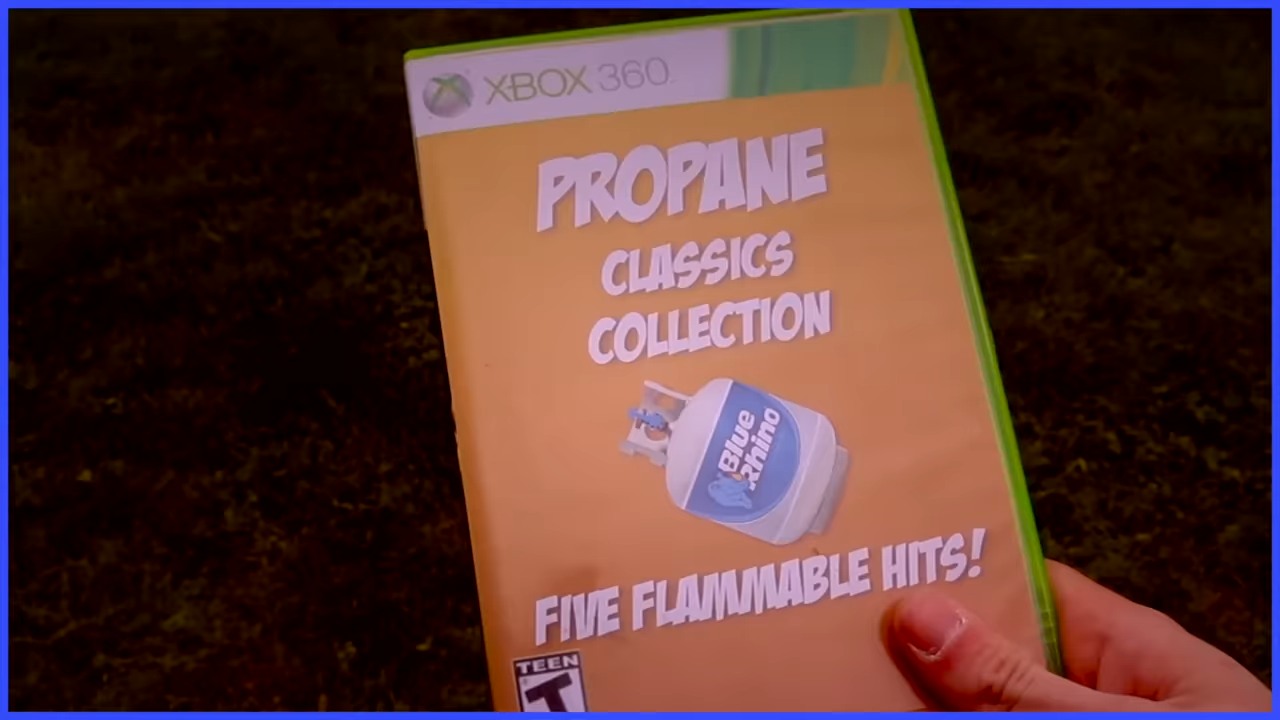 XBOX 360
PROPANE
CLASSICS
COLLECTION
Blue
Rhino
FIVE FLAMMABLE HITS!
TEEN
T